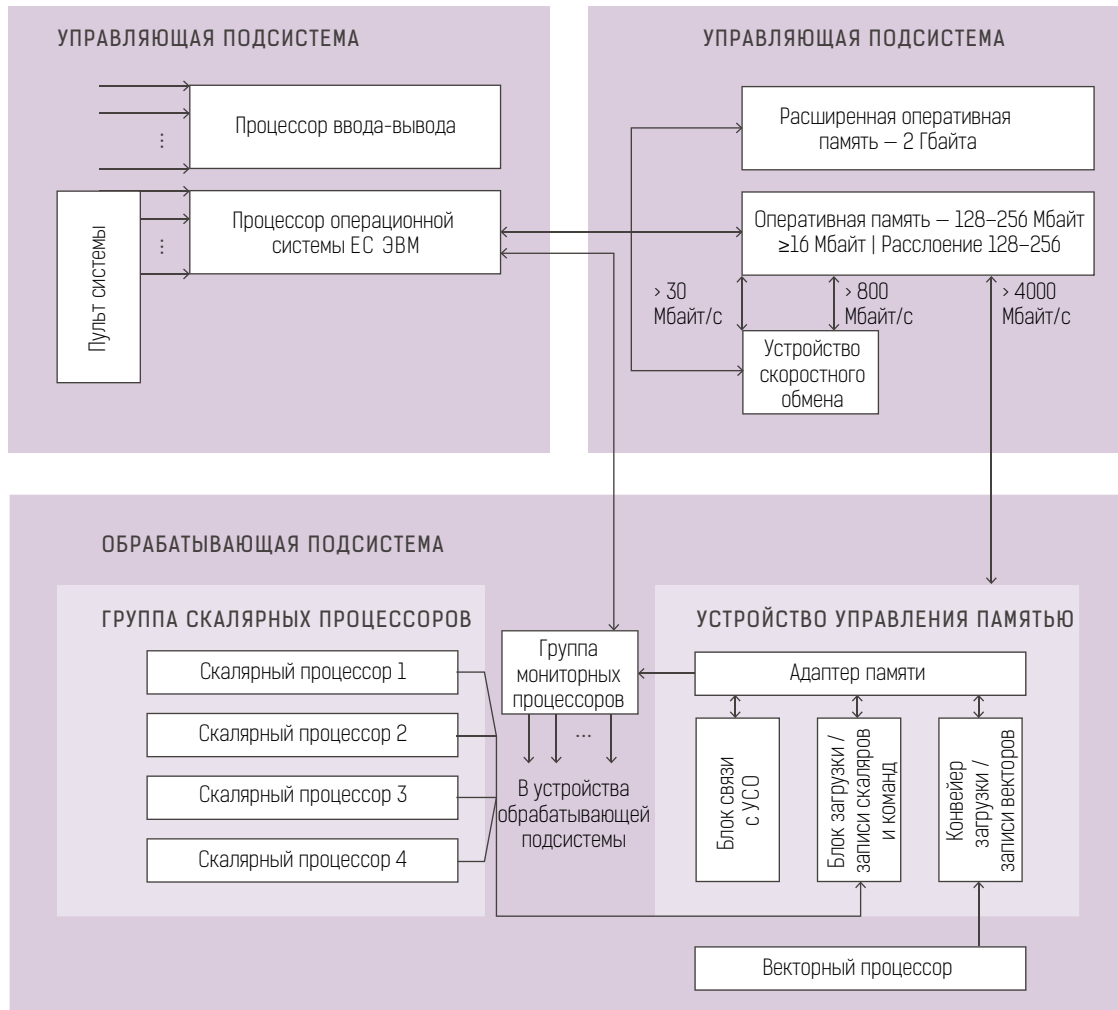 УПРАВЛЯЮЩАЯ ПОДСИСТЕМА
Процессор ввода-вывода
...
Процессор операционной
системы ЕС ЭВМ
...
Пульт системы
УПРАВЛЯЮЩАЯ ПОДСИСТЕМА
Расширенная оперативная
память – 2 Гбайта
Оперативная память – 128–256 Мбайт
≥16 Мбайт | Расслоение 128–256
› 30
Мбайт/с
› 800
Мбайт/с
› 4000
Мбайт/с
Устройство
скоростного
обмена
ОБРАБАТЫВАЮЩАЯ ПОДСИСТЕМА
ГРУППА СКАЛЯРНЫХ ПРОЦЕССОРОВ
Скалярный процессор 1
Скалярный процессор 2
Скалярный процессор 3
Скалярный процессор 4
Группа
мониторных
процессоров
...
В устройства
обрабатывающей
подсистемы
УСТРОЙСТВО УПРАВЛЕНИЯ ПАМЯТЬЮ
Адаптер памяти
Блок связи
с УСО
Блок загрузки /
записи скаляров
и команд
Конвейер
загрузки /
записи векторов
Векторный процессор